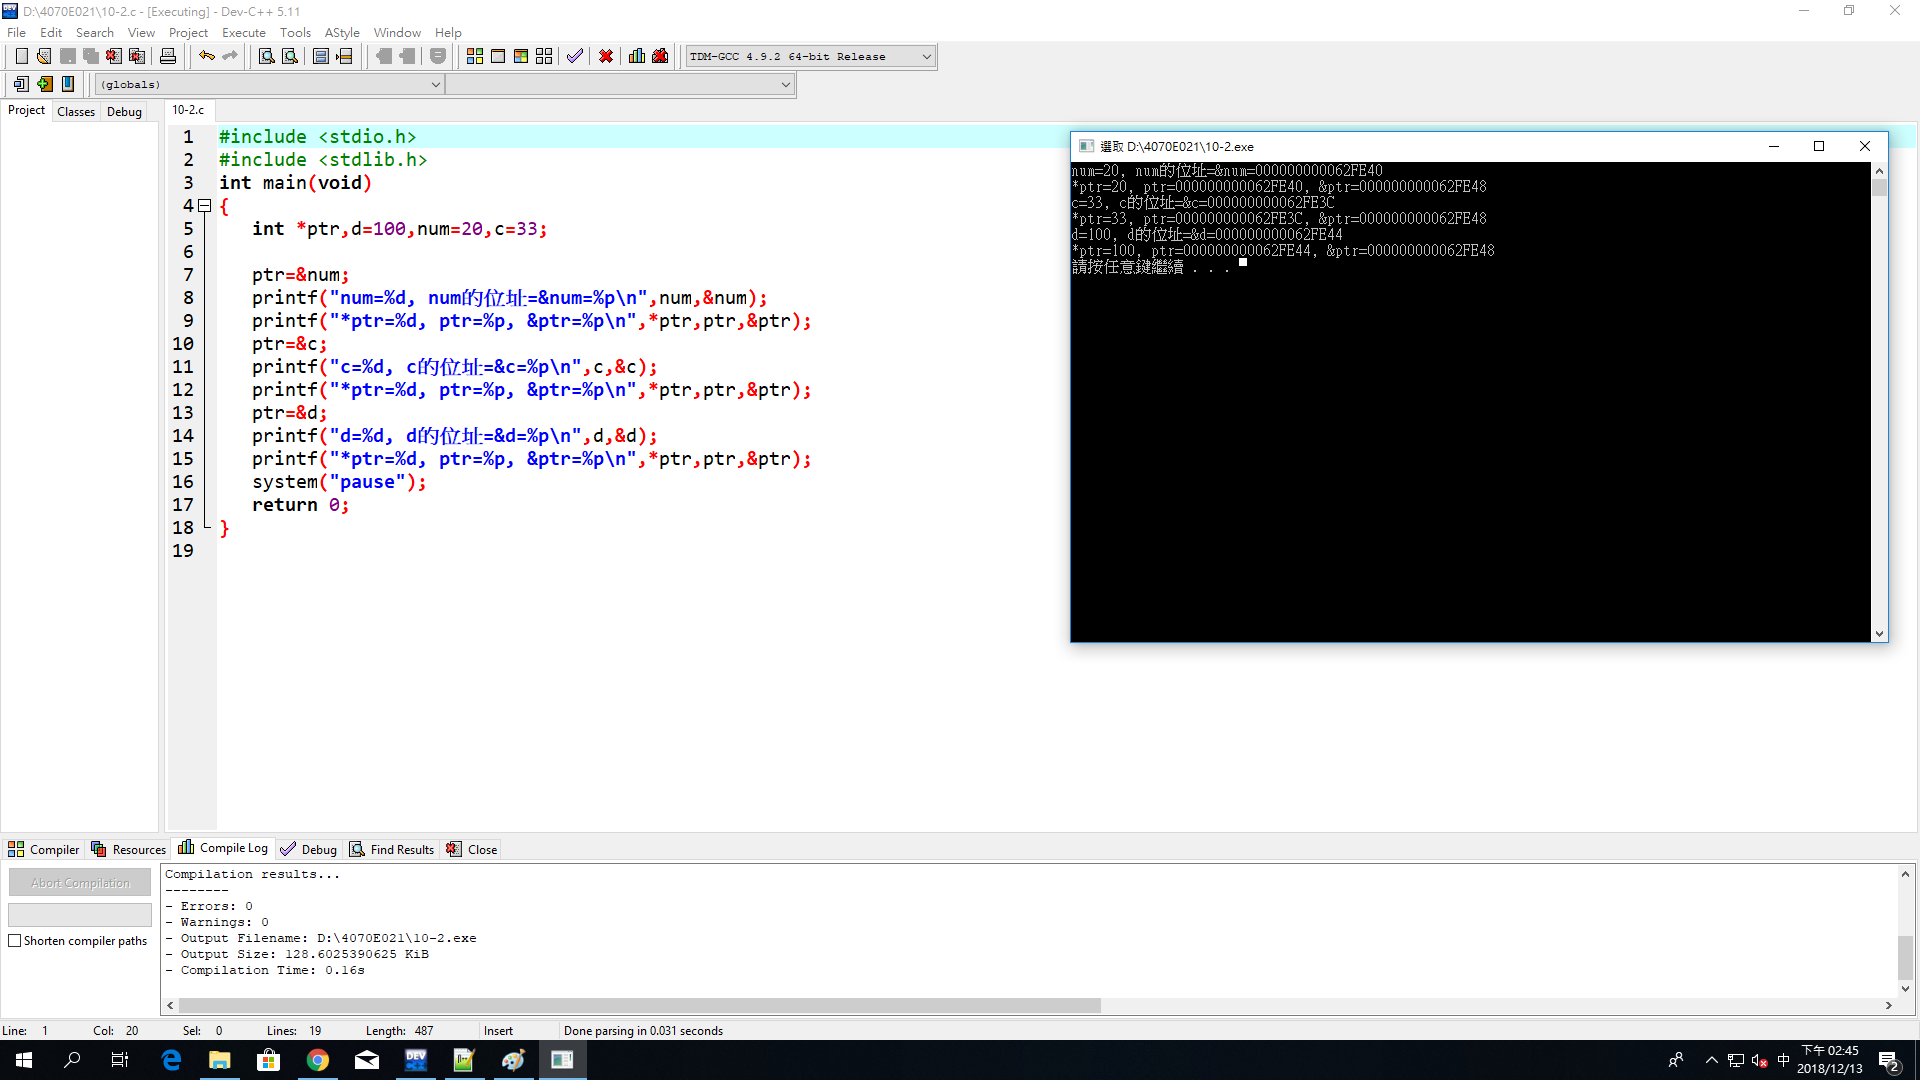 D:\4070E021\10-2.c - [Executing] - Dev-C++ 5.11
File Edit Search View Project Execute Tools AStyle Window Help
TDM-GCC 4.9.2 64-bit Release
(globals)
Project Classes Debug
10-2.c
1 #include <stdio.h>
2 #include <stdlib.h>
3 int main(void)
4 {
5 int *ptr,d=100,num=20,c=33;
6
7 ptr=&num;
8 printf("num=%d, num的位址=&num=%p\n",num,&num);
9 printf("*ptr=%d, ptr=%p, &ptr=%p\n",*ptr,ptr,&ptr);
10 ptr=&c;
11 printf("c=%d, c的位址=&c=%p\n",c,&c);
12 printf("*ptr=%d, ptr=%p, &ptr=%p\n",*ptr,ptr,&ptr);
13 ptr=&d;
14 printf("d=%d, d的位址=&d=%p\n",d,&d);
15 printf("*ptr=%d, ptr=%p, &ptr=%p\n",*ptr,ptr,&ptr);
16 system("pause");
17 return 0;
18 }
19
選取 D:\4070E021\10-2.exe
num=20, num的位址=&num=000000000062FE40
*ptr=20, ptr=000000000062FE40, &ptr=000000000062FE48
c=33, c的位址=&c=000000000062FE3C
*ptr=33, ptr=000000000062FE3C, &ptr=000000000062FE48
d=100, d的位址=&d=000000000062FE44
*ptr=100, ptr=000000000062FE44, &ptr=000000000062FE48
請按任意鍵繼續 . . .
Compiler Resources Compile Log Debug Find Results Close
Abort Compilation
Shorten compiler paths
Compilation results...
--------
- Errors: 0
- Warnings: 0
- Output Filename: D:\4070E021\10-2.exe
- Output Size: 128.6025390625 KiB
- Compilation Time: 0.16s
Line: 1 Col: 20 Sel: 0 Lines: 19 Length: 487 Insert Done parsing in 0.031 seconds
DEV
中
下午 02:45
2018/12/13
2